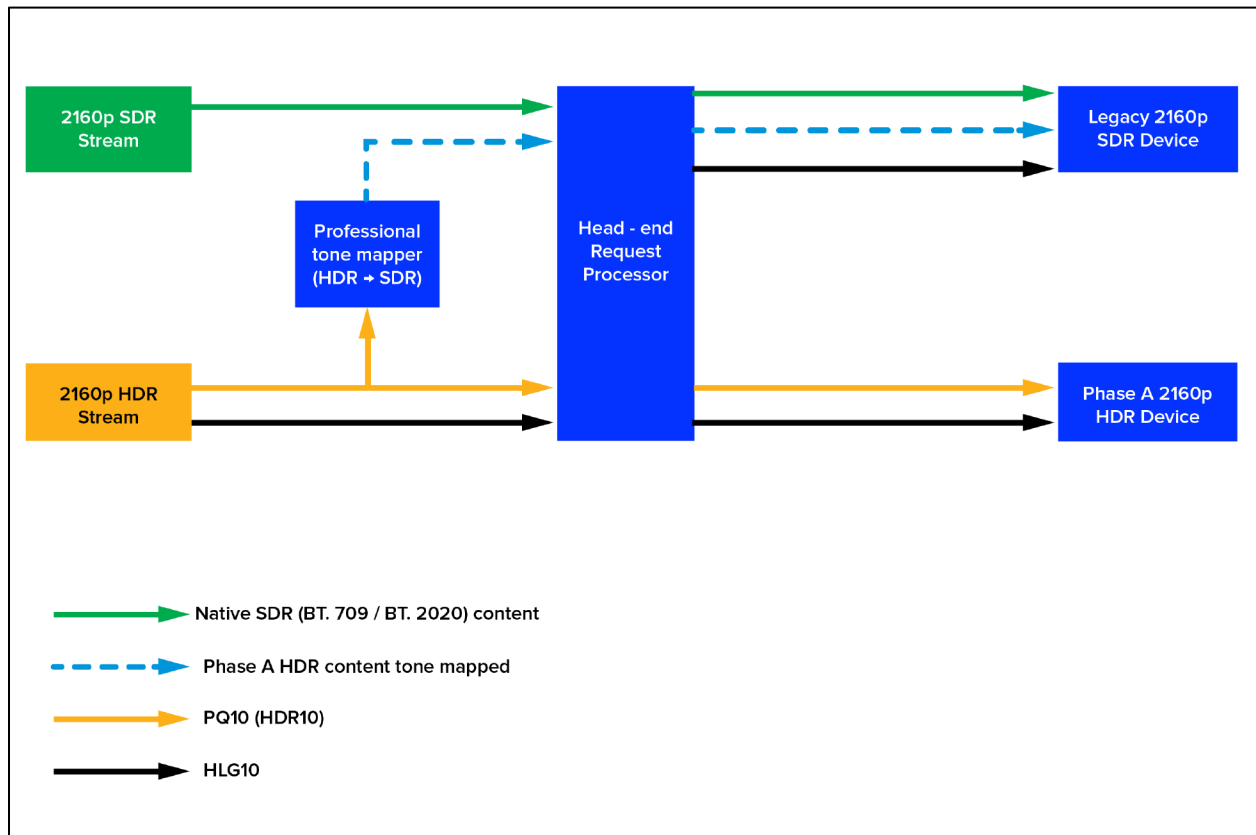 2160p SDR
Stream
Legacy 2160p
SDR Device
Professional
tone mapper
(HDR → SDR)
Head - end
Request
Processor
2160p HDR
Stream
Phase A 2160p
HDR Device
Native SDR (BT. 709 / BT. 2020) content
Phase A HDR content tone mapped
PQ10 (HDR10)
HLG10